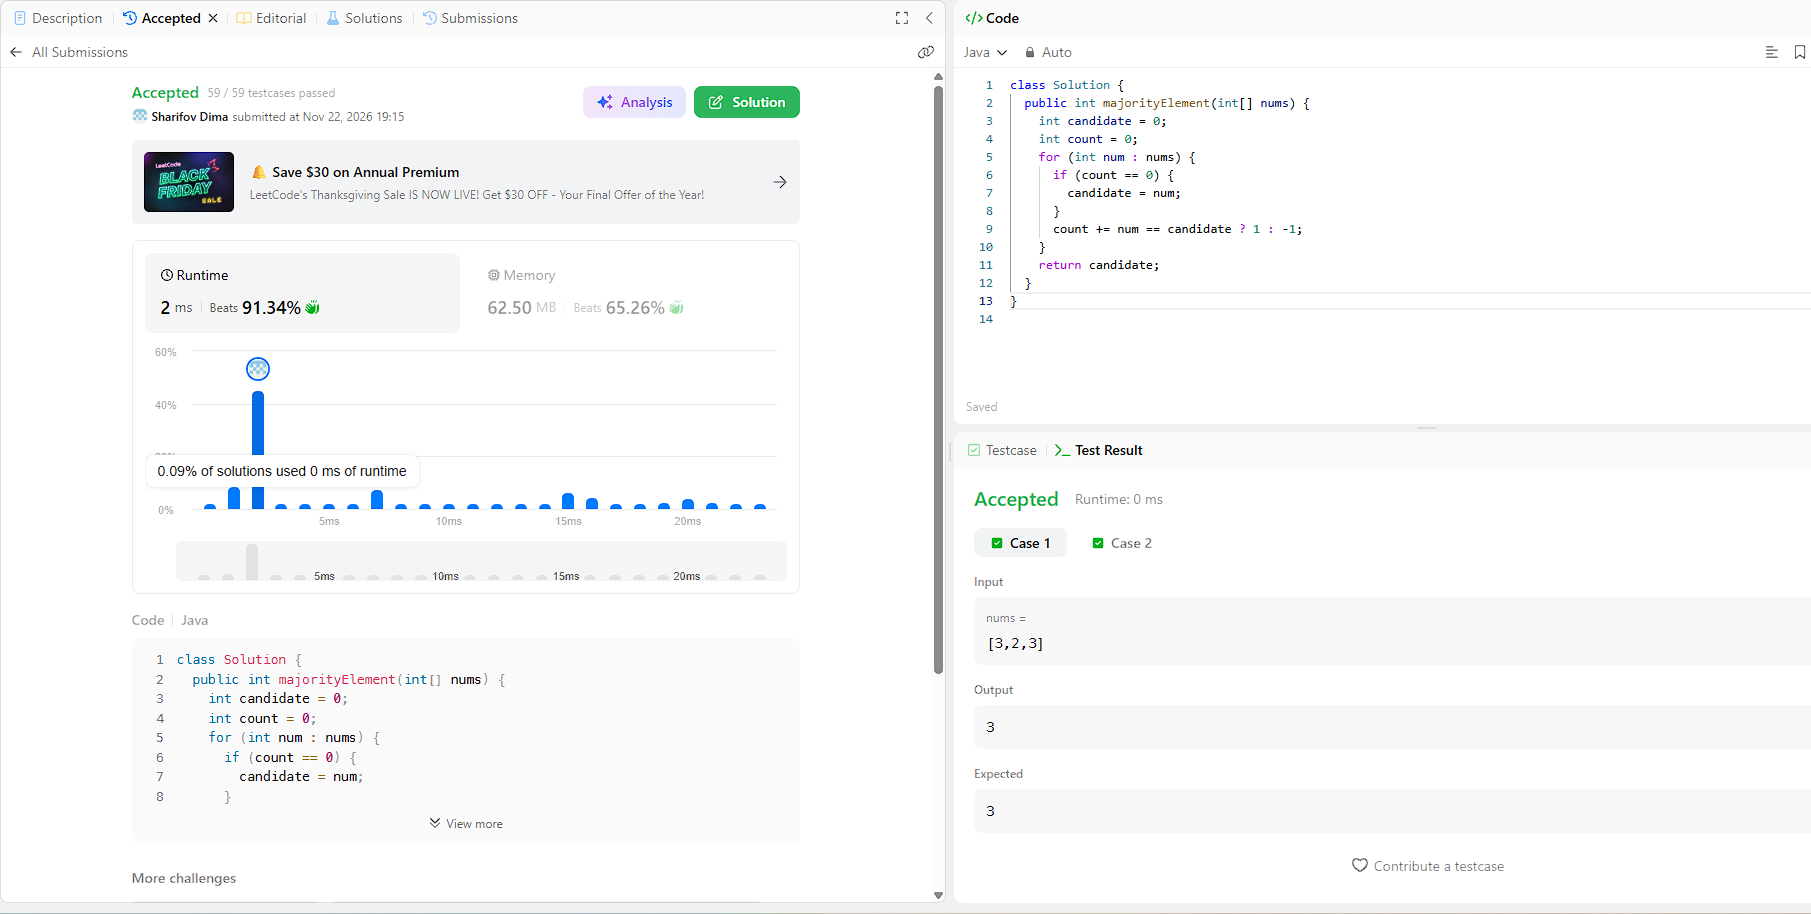 Description
Accepted
Editorial
Solutions
Submissions
All Submissions
Accepted 59 / 59 testcases passed
Sharifov Dima submitted at Nov 22, 2026 19:15
Analysis
Solution
LeetCode
BLACK
FRIDAY
SALE
Save $30 on Annual Premium
LeetCode's Thanksgiving Sale IS NOW LIVE! Get $30 OFF - Your Final Offer of the Year!
Runtime
2 ms Beats 91.34%
Memory
62.50 MB Beats 65.26%
60%
40%
0.09% of solutions used 0 ms of runtime
0%
5ms 10ms 15ms 20ms
5ms 10ms 15ms 20ms
Code Java
1 class Solution {
2 public int majorityElement(int[] nums) {
3 int candidate = 0;
4 int count = 0;
5 for (int num : nums) {
6 if (count == 0) {
7 candidate = num;
8 }
View more
More challenges
</> Code
Java Auto
1 class Solution {
2 public int majorityElement(int[] nums) {
3 int candidate = 0;
4 int count = 0;
5 for (int num : nums) {
6 if (count == 0) {
7 candidate = num;
8 }
9 count += num == candidate ? 1 : -1;
10 }
11 return candidate;
12 }
13 }
14
Saved
Testcase
Test Result
Accepted Runtime: 0 ms
Case 1 Case 2
Input
nums =
[3,2,3]
Output
3
Expected
3
Contribute a testcase